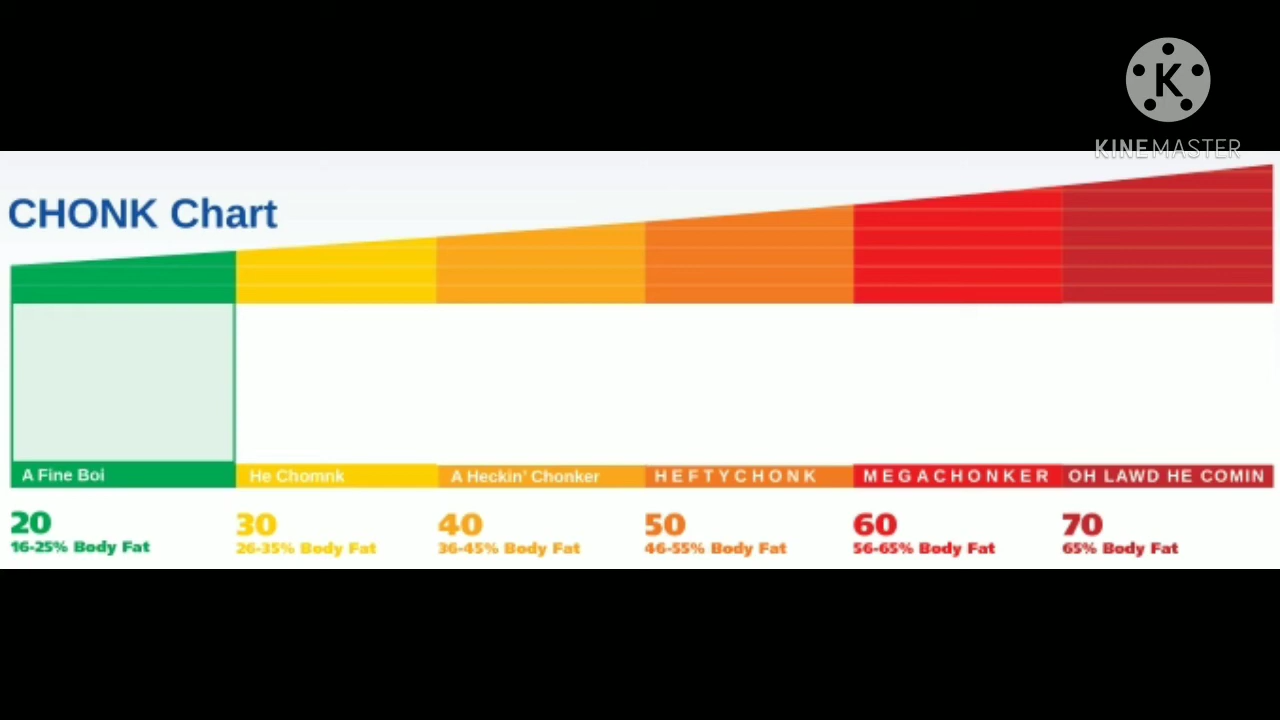 K
KINEMASTER
CHONK Chart
A Fine Boi
He Chomnk
A Heckin' Chonker
HEFTYCHONK
MEGACHONKER
OH LAWD HE COMIN
20
16-25% Body Fat
30
26-35% Body Fat
40
36-45% Body Fat
50
46-55% Body Fat
60
56-65% Body Fat
70
65% Body Fat